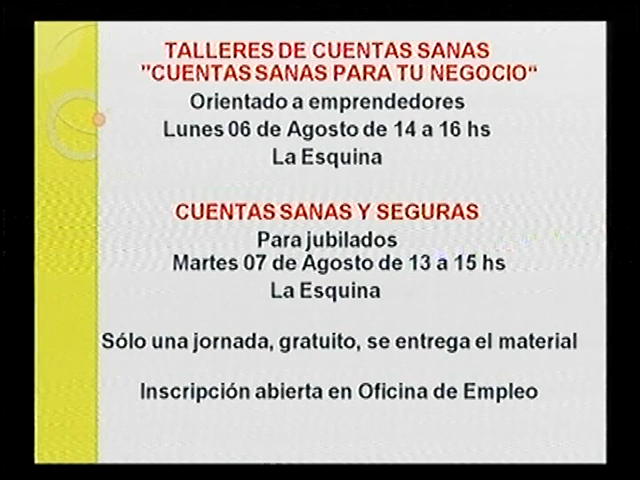 TALLERES DE CUENTAS SANAS
"CUENTAS SANAS PARA TU NEGOCIO“
Orientado a emprendedores
Lunes 06 de Agosto de 14 a 16 hs
La Esquina
CUENTAS SANAS Y SEGURAS
Para jubilados
Martes 07 de Agosto de 13 a 15 hs
La Esquina
Sólo una jornada, gratuito, se entrega el material
Inscripción abierta en Oficina de Empleo